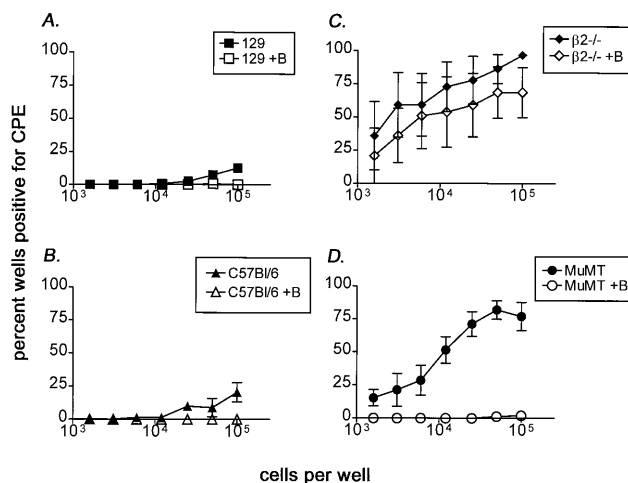 A.
129
129 +B
100
75
50
25
0
10³ 10⁴ 10⁵
C.
β2-/-
β2-/- +B
100
75
50
25
0
10³ 10⁴ 10⁵
percent wells positive for CPE
B.
C57Bl/6
C57Bl/6 +B
100
75
50
25
0
10³ 10⁴ 10⁵
D.
MuMT
MuMT +B
100
75
50
25
0
10³ 10⁴ 10⁵
cells per well